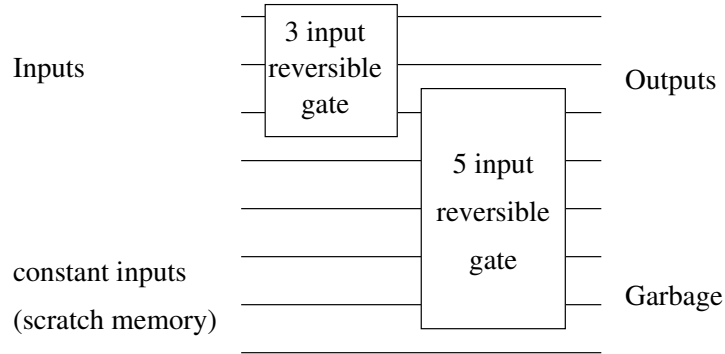 Inputs
3 input
reversible
gate
Outputs
5 input
reversible
gate
constant inputs
(scratch memory)
Garbage